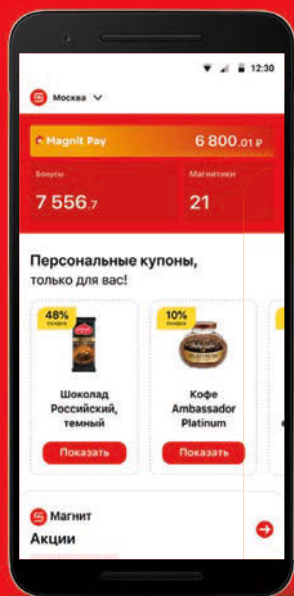 12:30
Москва
Magnit Pay
6 800.01 ₽
Бонусы
Магнитики
7 556.7
21
Персональные купоны,
только для вас!
48%
скидка
10%
скидка
Шоколад
Российский,
темный
Кофе
Ambassador
Platinum
Показать
Показать
Магнит
Акции